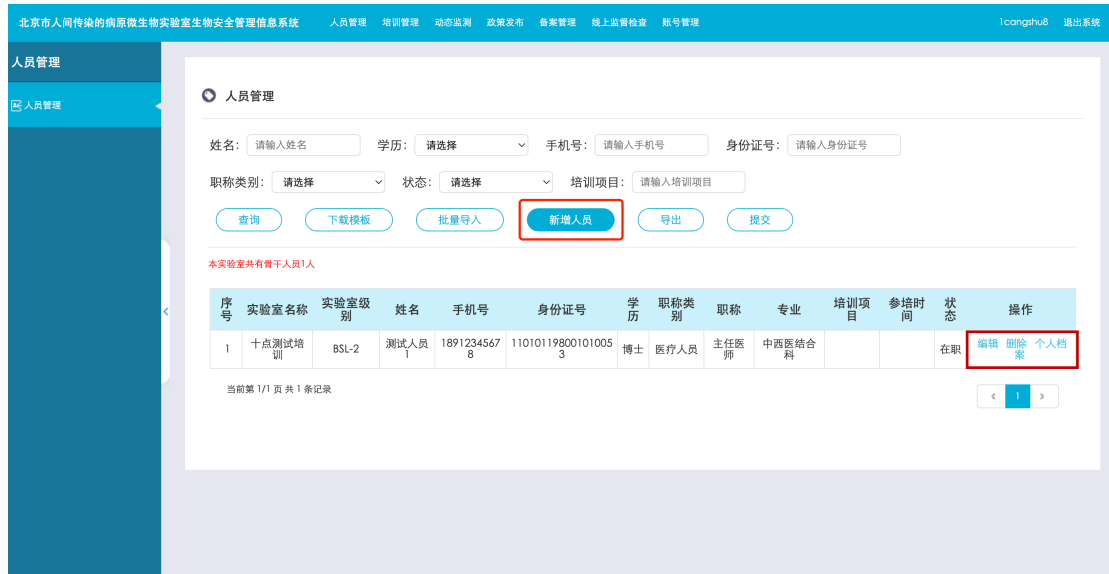 北京市人间传染的病原微生物实验室生物安全管理信息系统 人员管理 培训管理 动态监测 政策发布 备案管理 线上监督检查 账号管理 1cangshu8 退出系统
人员管理
人员管理
人员管理
姓名: 请输入姓名 学历: 请选择 手机号: 请输入手机号 身份证号: 请输入身份证号
职称类别: 请选择 状态: 请选择 培训项目: 请输入培训项目
查询 下载模板 批量导入 新增人员 导出 提交
本实验室共有骨干人员1人
序号 实验室名称 实验室级别 姓名 手机号 身份证号 学历 职称类别 职称 专业 培训项目 参培时间 状态 操作
1 十点测试培训 BSL-2 测试人员1 18912345678 110101198001010053 博士 医疗人员 主任医师 中西医结合科 在职 编辑 删除 个人档案
当前第 1/1 页 共 1 条记录
1